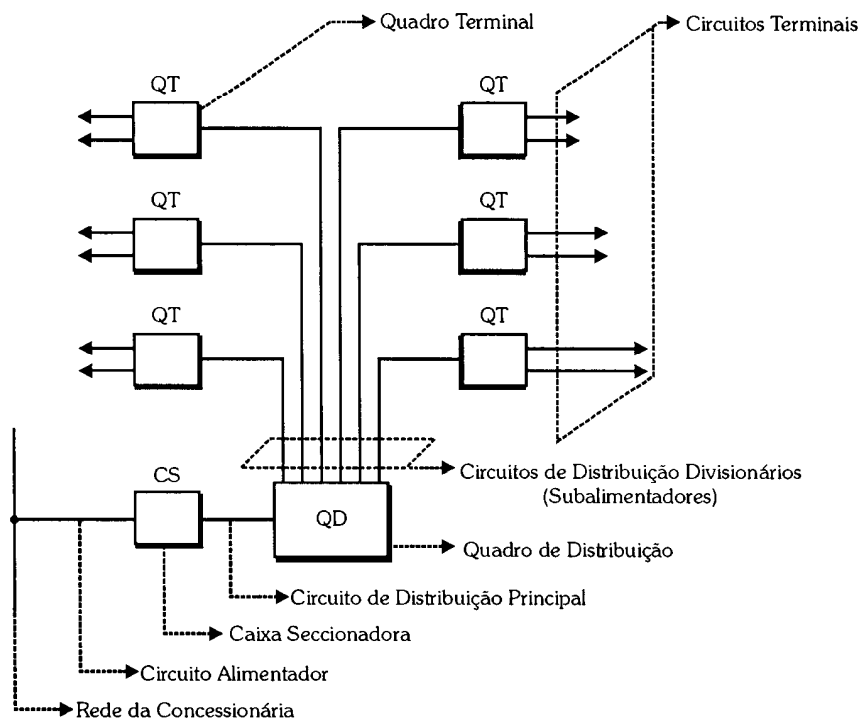 Quadro Terminal
Circuitos Terminais
QT
QT
QT
QT
QT
QT
Circuitos de Distribuição Divisionários
(Subalimentadores)
CS
QD
Quadro de Distribuição
Circuito de Distribuição Principal
Caixa Seccionadora
Circuito Alimentador
Rede da Concessionária